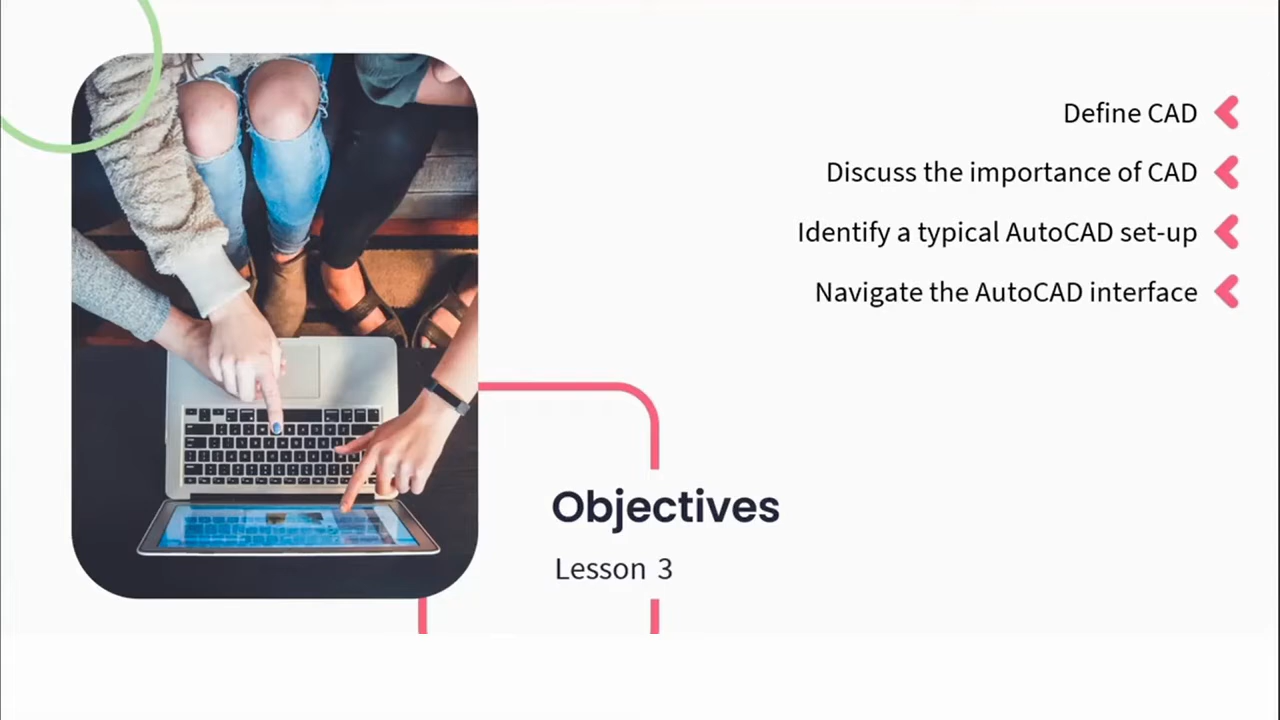 Define CAD
Discuss the importance of CAD
Identify a typical AutoCAD set-up
Navigate the AutoCAD interface
Objectives
Lesson 3